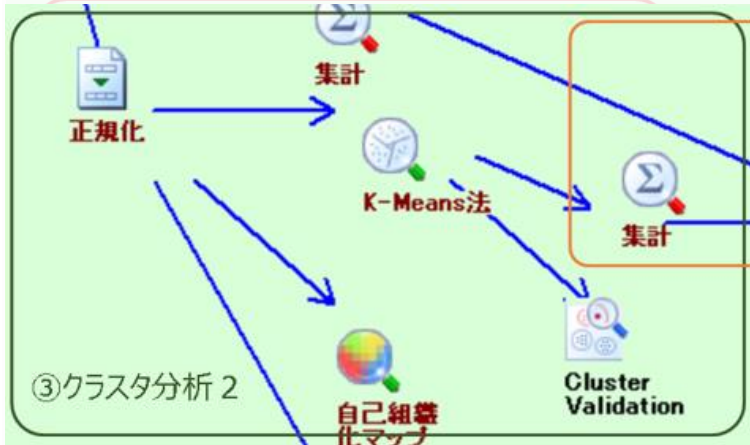 集計
正規化
K-Means法
集計
③クラスタ分析２
自己組織
化マップ
Cluster
Validation